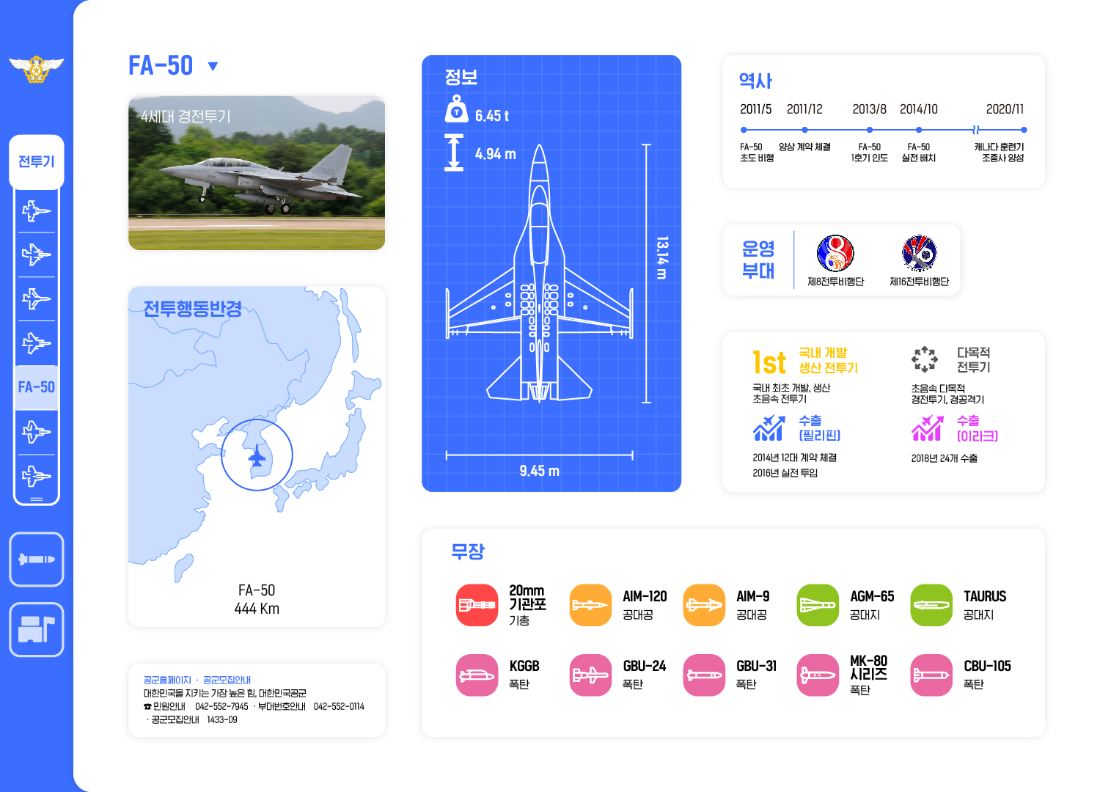 전투기
FA-50
FA-50 ▼
4세대 경전투기
전투행동반경
FA-50
444 Km
공군홈페이지 · 공군모집안내
대한민국을 지키는 가장 높은 힘, 대한민국공군
☎ 민원안내 042-552-7945 · 부대번호안내 042-552-0114
· 공군모집안내 1433-09
정보
T
6.45 t
4.94 m
13.14 m
9.45 m
역사
2011/5 2011/12 2013/8 2014/10 2020/11
FA-50 초도 비행
양상 계약 체결
FA-50 1호기 인도
FA-50 실전 배치
캐나다 훈련기 조종사 양성
운영
부대
8
제8전투비행단
16
제16전투비행단
1st
국내 개발
생산 전투기
국내 최초 개발, 생산
초음속 전투기
다목적
전투기
초음속 다목적
경전투기, 경공격기
수출
(필리핀)
2014년 12대 계약 체결
2016년 실전 투입
수출
(이라크)
2018년 24개 수출
무장
20mm
기관포
기총
AIM-120
공대공
AIM-9
공대공
AGM-65
공대지
TAURUS
공대지
KGGB
폭탄
GBU-24
폭탄
GBU-31
폭탄
MK-80
시리즈
폭탄
CBU-105
폭탄